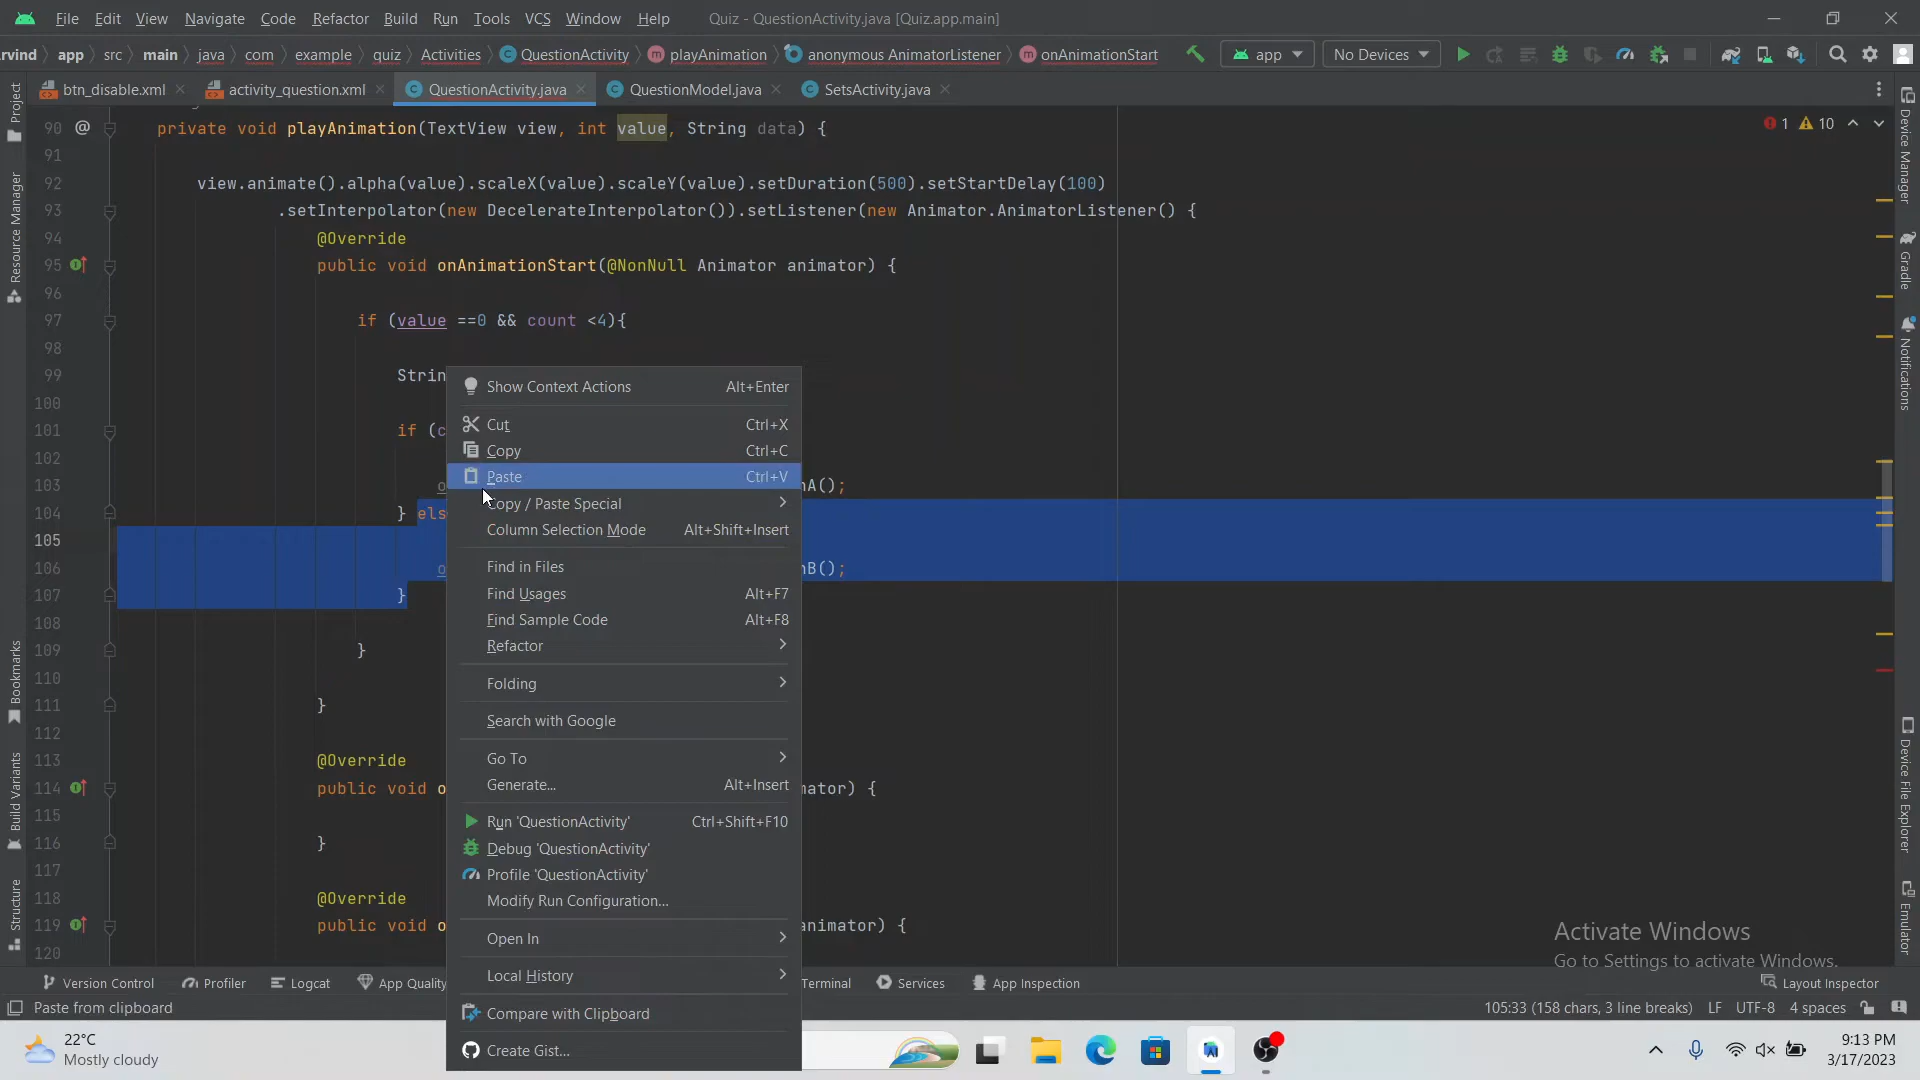 File Edit View Navigate Code Refactor Build Run Tools VCS Window Help Quiz - QuestionActivity.java [Quiz.app.main]
rvind app src main java com example quiz Activities QuestionActivity playAnimation anonymous AnimatorListener onAnimationStart app No Devices
btn_disable.xml activity_question.xml QuestionActivity.java QuestionModel.java SetsActivity.java
90 @ private void playAnimation(TextView view, int value, String data) { 1 10
91
92 view.animate().alpha(value).scaleX(value).scaleY(value).setDuration(500).setStartDelay(100)
93 .setInterpolator(new DecelerateInterpolator()).setListener(new Animator.AnimatorListener() {
94 @Override
95 public void onAnimationStart(@NonNull Animator animator) {
96
97 if (value ==0 && count <4){
98
99 Strin
100
101 if (c
102
103 o nA();
104 } els
105
106 o nB();
107 }
108
109 }
110
111 }
112
113 @Override
114 public void o mator) {
115
116 }
117
118 @Override
119 public void o animator) {
120
Show Context Actions Alt+Enter
Cut Ctrl+X
Copy Ctrl+C
Paste Ctrl+V
Copy / Paste Special
Column Selection Mode Alt+Shift+Insert
Find in Files
Find Usages Alt+F7
Find Sample Code
Refactor
Folding
Search with Google
Go To
Generate... Alt+Insert
Run 'QuestionActivity' Ctrl+Shift+F10
Debug 'QuestionActivity'
Profile 'QuestionActivity'
Modify Run Configuration...
Open In
Local History
Compare with Clipboard
Create Gist...
Project
Resource Manager
Bookmarks
Build Variants
Structure
Device Manager
Gradle
Notifications
Device File Explorer
Emulator
Activate Windows
Go to Settings to activate Windows.
Version Control Profiler Logcat App Quality Terminal Services App Inspection Layout Inspector
Paste from clipboard 105:33 (158 chars, 3 line breaks) LF UTF-8 4 spaces
22°C
Mostly cloudy
9:13 PM
3/17/2023